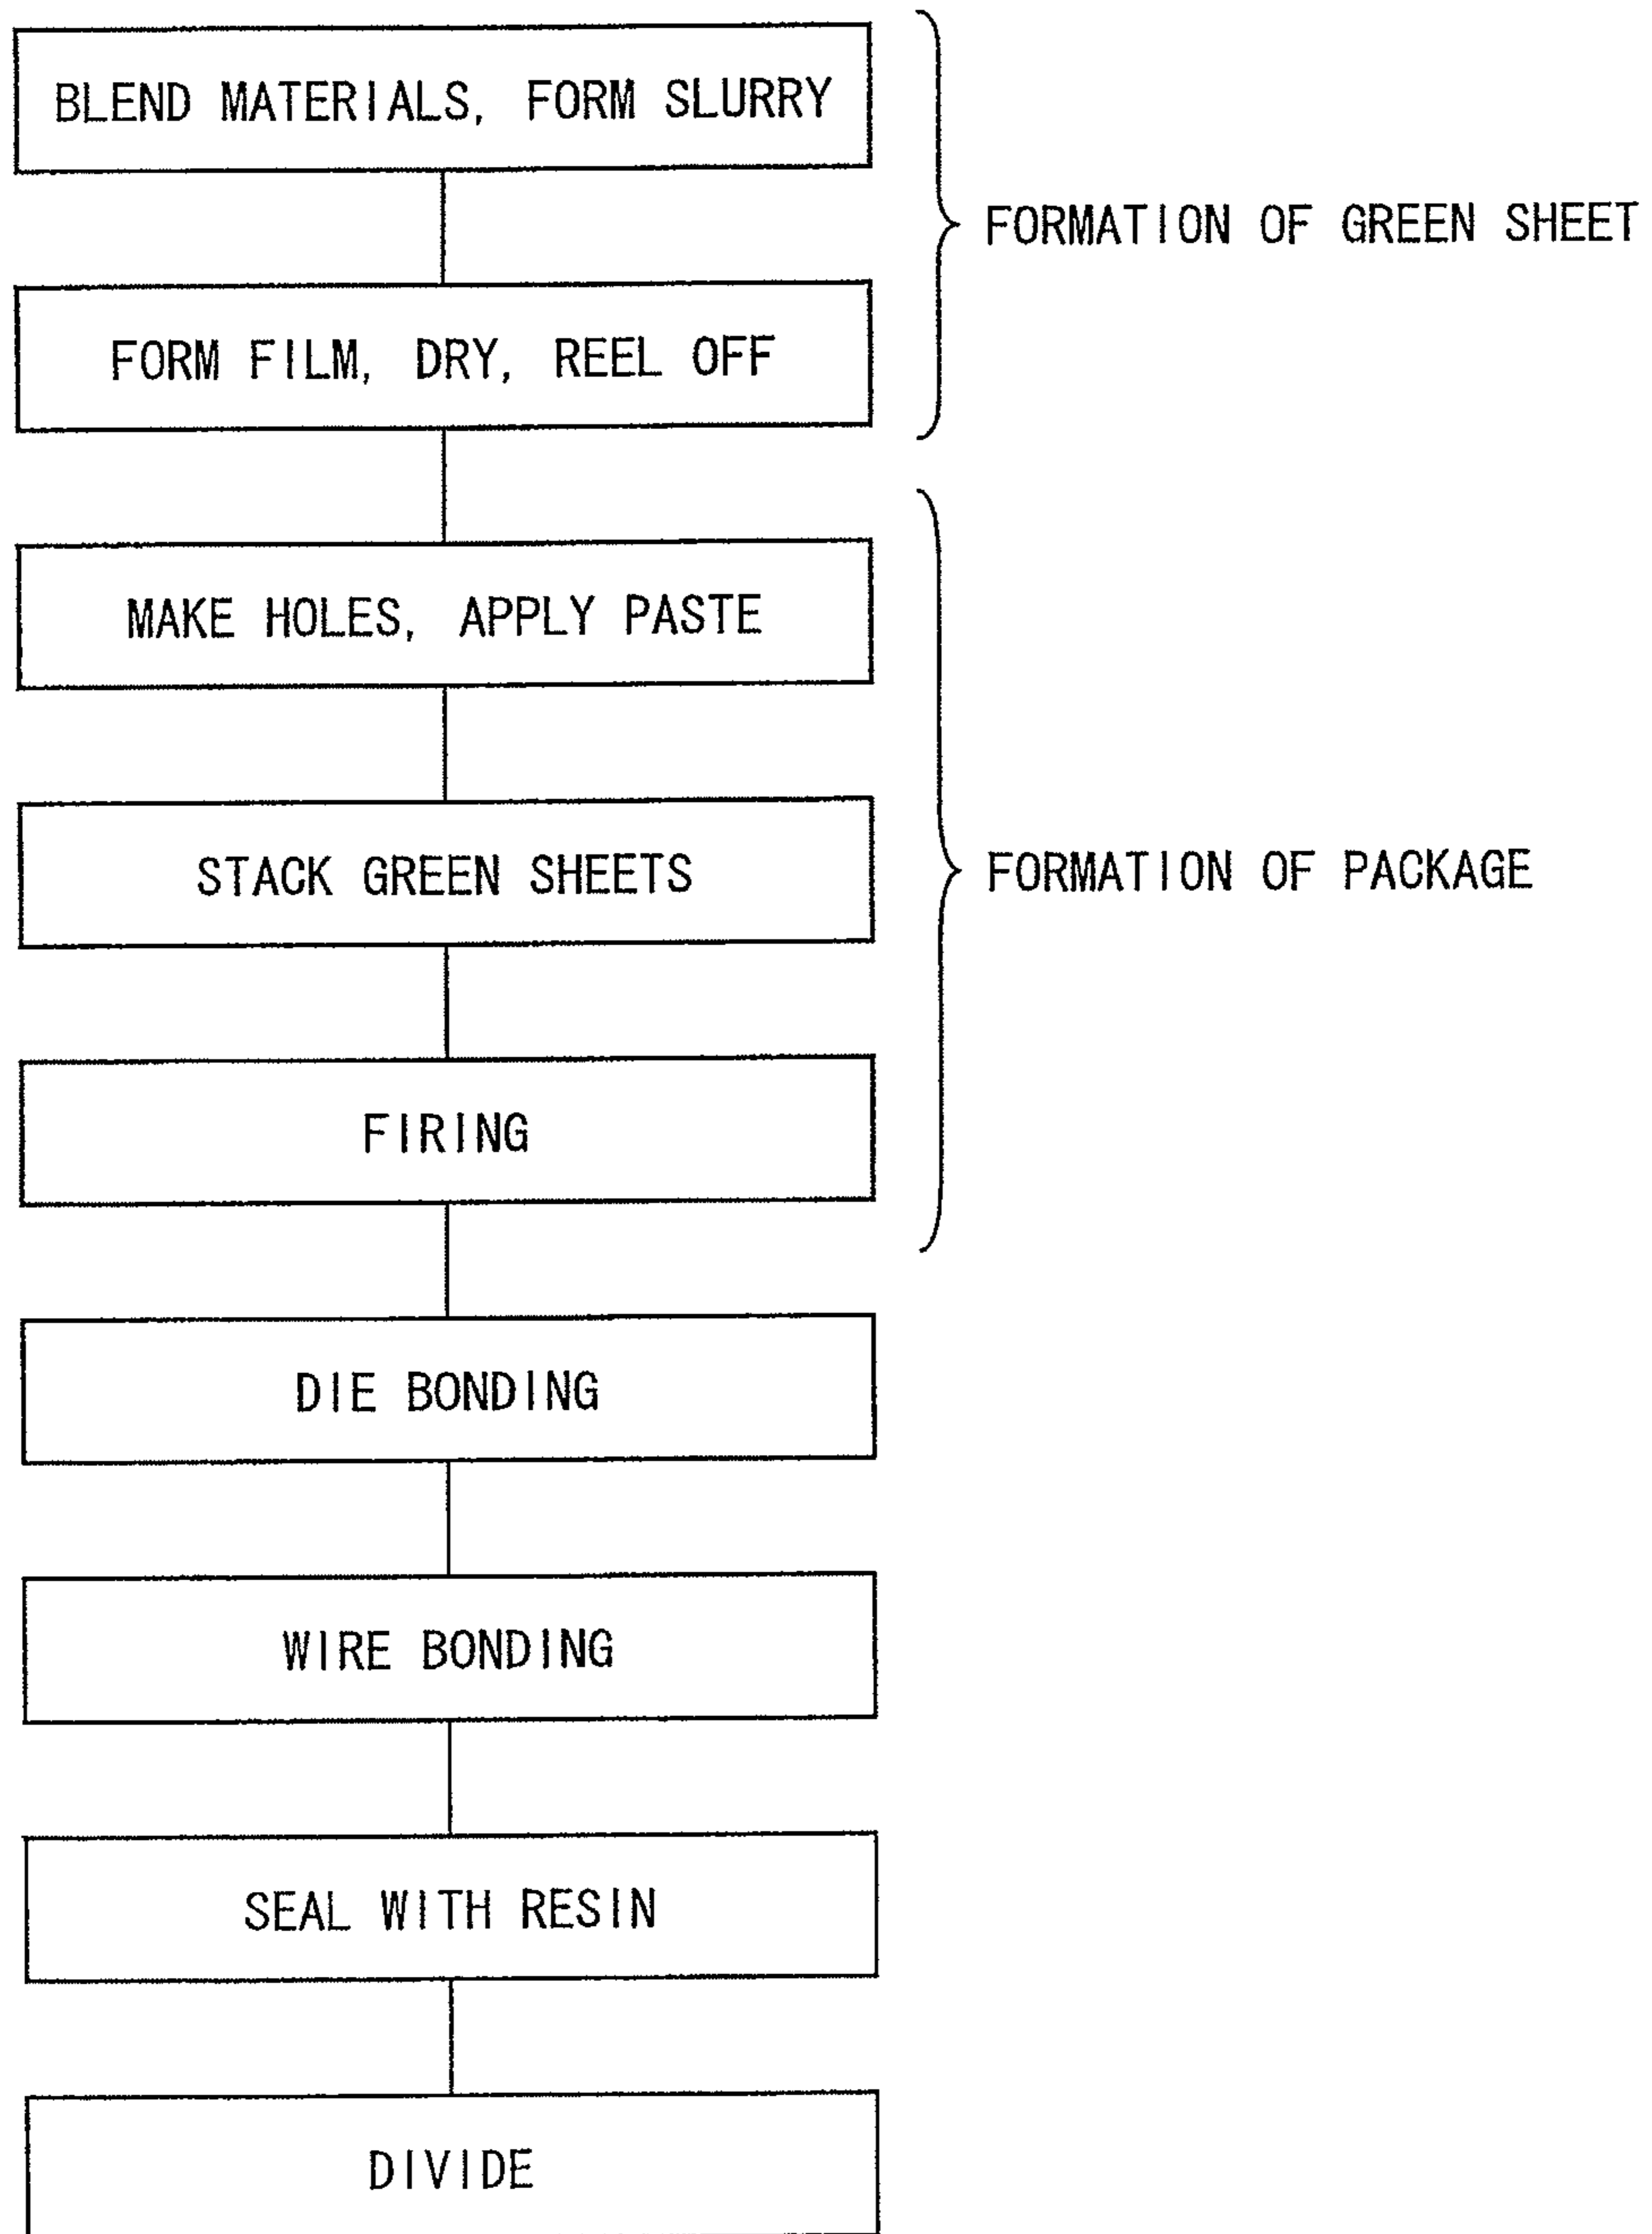 BLEND MATERIALS, FORM SLURRY
FORMATION OF GREEN SHEET
FORM FILM, DRY, REEL OFF
MAKE HOLES, APPLY PASTE
STACK GREEN SHEETS
FORMATION OF PACKAGE
FIRING
DIE BONDING
WIRE BONDING
SEAL WITH RESIN
DIVIDE